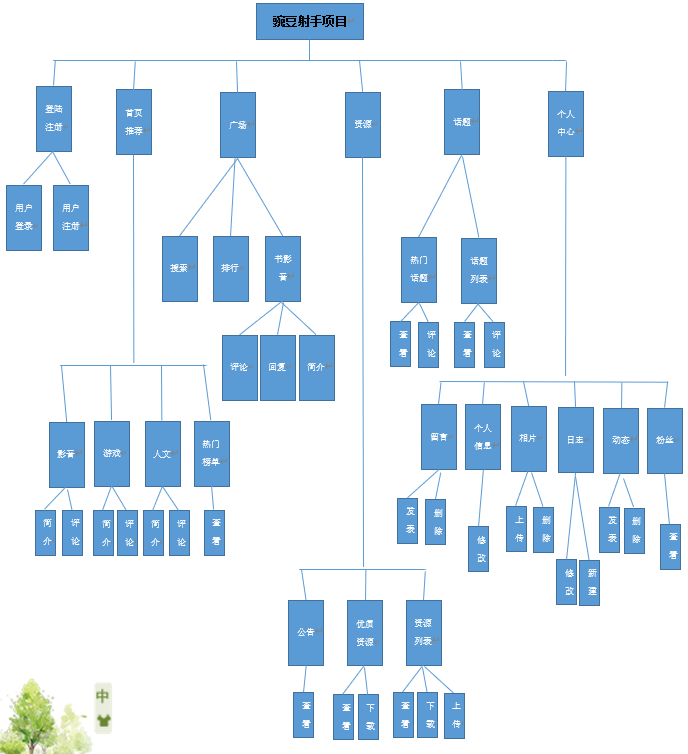 豌豆射手项目
登陆
注册
首页
推荐
广场
资源
话题
个人
中心
用户
登录
用户
注册
搜索
排行
书影
音
热门
话题
话题
列表
查
看
评
论
查
看
评
论
评论
回复
简介
影音
游戏
人文
热门
榜单
留言
个人
信息
相片
日志
动态
粉丝
简
介
评
论
简
介
评
论
简
介
评
论
查
看
发
表
删
除
修
改
上
传
删
除
修
改
新
建
发
表
删
除
查
看
公告
优质
资源
资源
列表
查
看
查
看
下
载
查
看
下
载
上
传
中